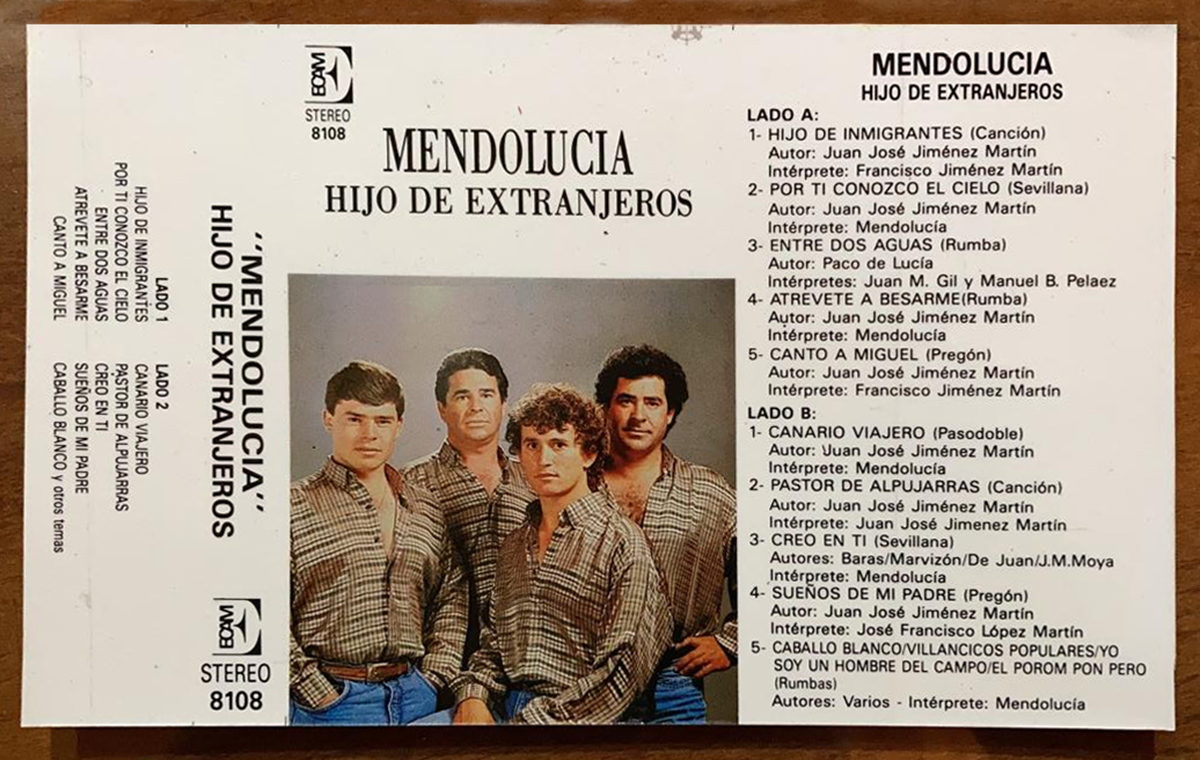 HIJO DE INMIGRANTES
POR TI CONOZCO EL CIELO
ENTRE DOS AGUAS
ATREVETE A BESARME
CANTO A MIGUEL
LADO 1
LADO 2
CANARIO VIAJERO
PASTOR DE ALPUJARRAS
CREO EN TI
SUEÑOS DE MI PADRE
CABALLO BLANCO y otros temas
"MENDOLUCIA"
HIJO DE EXTRANJEROS
STEREO
8108
STEREO
8108
MENDOLUCIA
HIJO DE EXTRANJEROS
MENDOLUCIA
HIJO DE EXTRANJEROS
LADO A:
1- HIJO DE INMIGRANTES (Canción)
Autor: Juan José Jiménez Martín
Intérprete: Francisco Jiménez Martín
2- POR TI CONOZCO EL CIELO (Sevillana)
Autor: Juan José Jiménez Martín
Intérprete: Mendolucía
3- ENTRE DOS AGUAS (Rumba)
Autor: Paco de Lucía
Intérpretes: Juan M. Gil y Manuel B. Pelaez
4- ATREVETE A BESARME(Rumba)
Autor: Juan José Jiménez Martín
Intérprete: Mendolucía
5- CANTO A MIGUEL (Pregón)
Autor: Juan José Jiménez Martín
Intérprete: Francisco Jiménez Martín
LADO B:
1- CANARIO VIAJERO (Pasodoble)
Autor: Juan José Jiménez Martín
Intérprete: Mendolucía
2- PASTOR DE ALPUJARRAS (Canción)
Autor: Juan José Jiménez Martín
Intérprete: Juan José Jimenez Martín
3- CREO EN TI (Sevillana)
Autores: Baras/Marvizón/De Juan/J.M.Moya
Intérprete: Mendolucía
4- SUEÑOS DE MI PADRE (Pregón)
Autor: Juan José Jiménez Martín
Intérprete: José Francisco López Martín
5- CABALLO BLANCO/VILLANCICOS POPULARES/YO
SOY UN HOMBRE DEL CAMPO/EL POROM PON PERO
(Rumbas)
Autores: Varios - Intérprete: Mendolucía